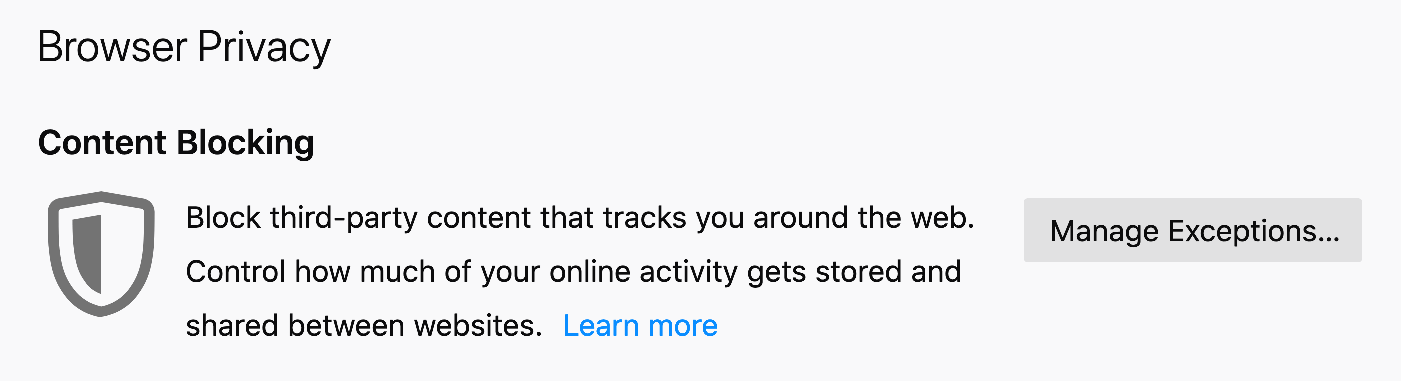 Browser Privacy
Content Blocking
Block third-party content that tracks you around the web.
Control how much of your online activity gets stored and
shared between websites. Learn more
Manage Exceptions...